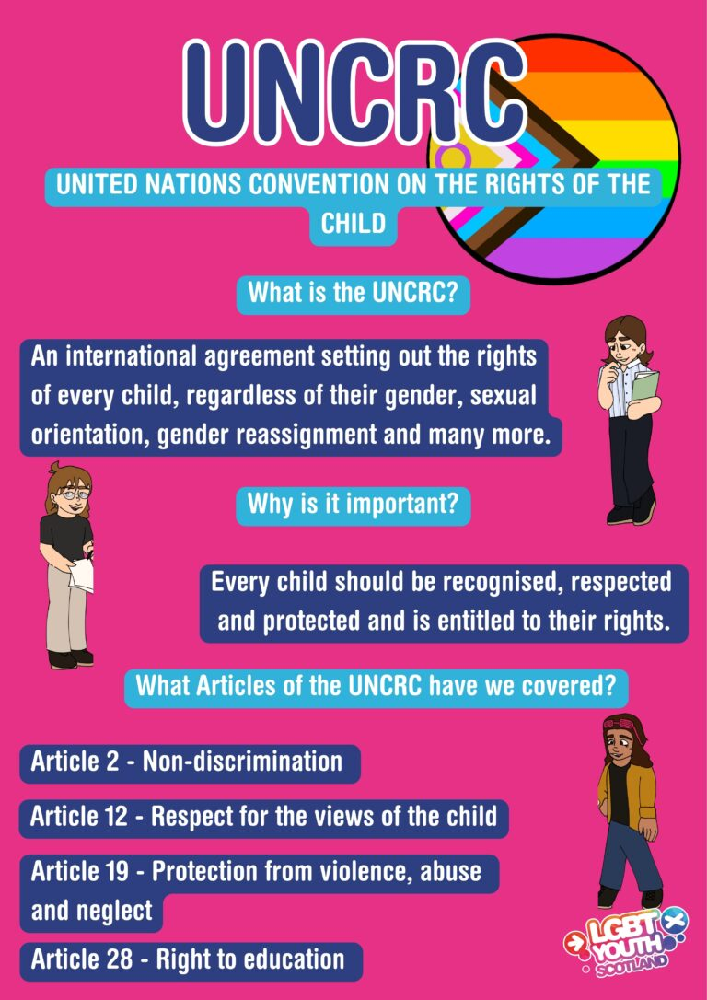 UNCRC
UNITED NATIONS CONVENTION ON THE RIGHTS OF THE
CHILD
What is the UNCRC?
An international agreement setting out the rights
of every child, regardless of their gender, sexual
orientation, gender reassignment and many more.
Why is it important?
Every child should be recognised, respected
and protected and is entitled to their rights.
What Articles of the UNCRC have we covered?
Article 2 - Non-discrimination
Article 12 - Respect for the views of the child
Article 19 - Protection from violence, abuse
and neglect
Article 28 - Right to education
LGBT
YOUTH
SCOTLAND